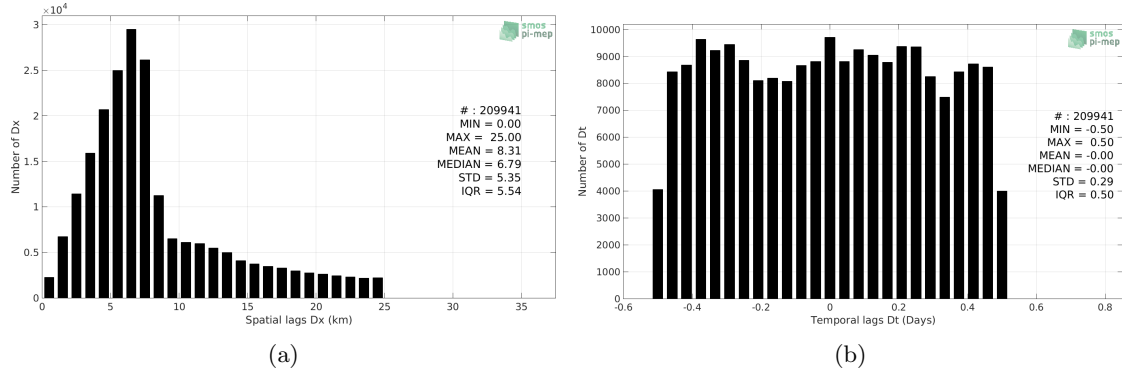 ×10⁴
3
2.5
2
1.5
1
0.5
0
Number of Dx
smos
pi-mep
# : 209941
MIN = 0.00
MAX = 25.00
MEAN = 8.31
MEDIAN = 6.79
STD = 5.35
IQR = 5.54
0 5 10 15 20 25 30 35
Spatial lags Dx (km)
(a)
10000
9000
8000
7000
6000
5000
4000
3000
2000
1000
0
Number of Dt
smos
pi-mep
# : 209941
MIN = -0.50
MAX = 0.50
MEAN = -0.00
MEDIAN = -0.00
STD = 0.29
IQR = 0.50
-0.6 -0.4 -0.2 0 0.2 0.4 0.6 0.8
Temporal lags Dt (Days)
(b)